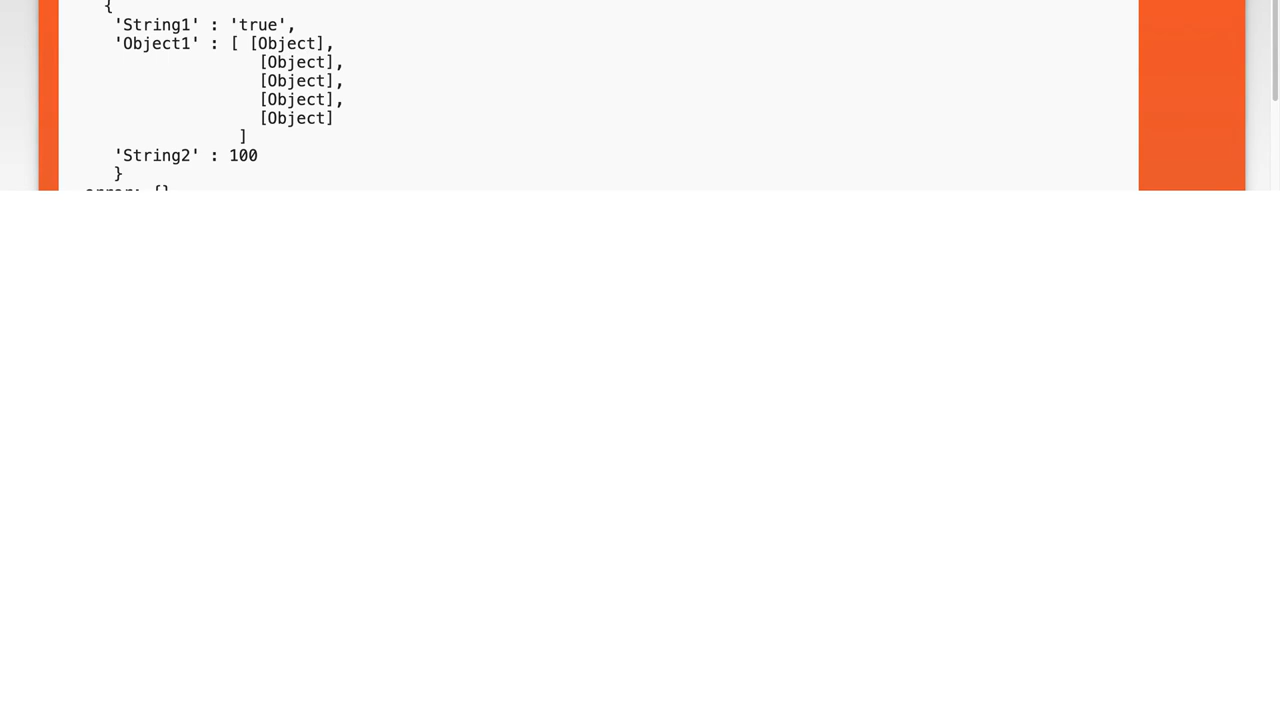 {
'String1' : 'true',
'Object1' : [ [Object],
[Object],
[Object],
[Object],
[Object]
]
'String2' : 100
}